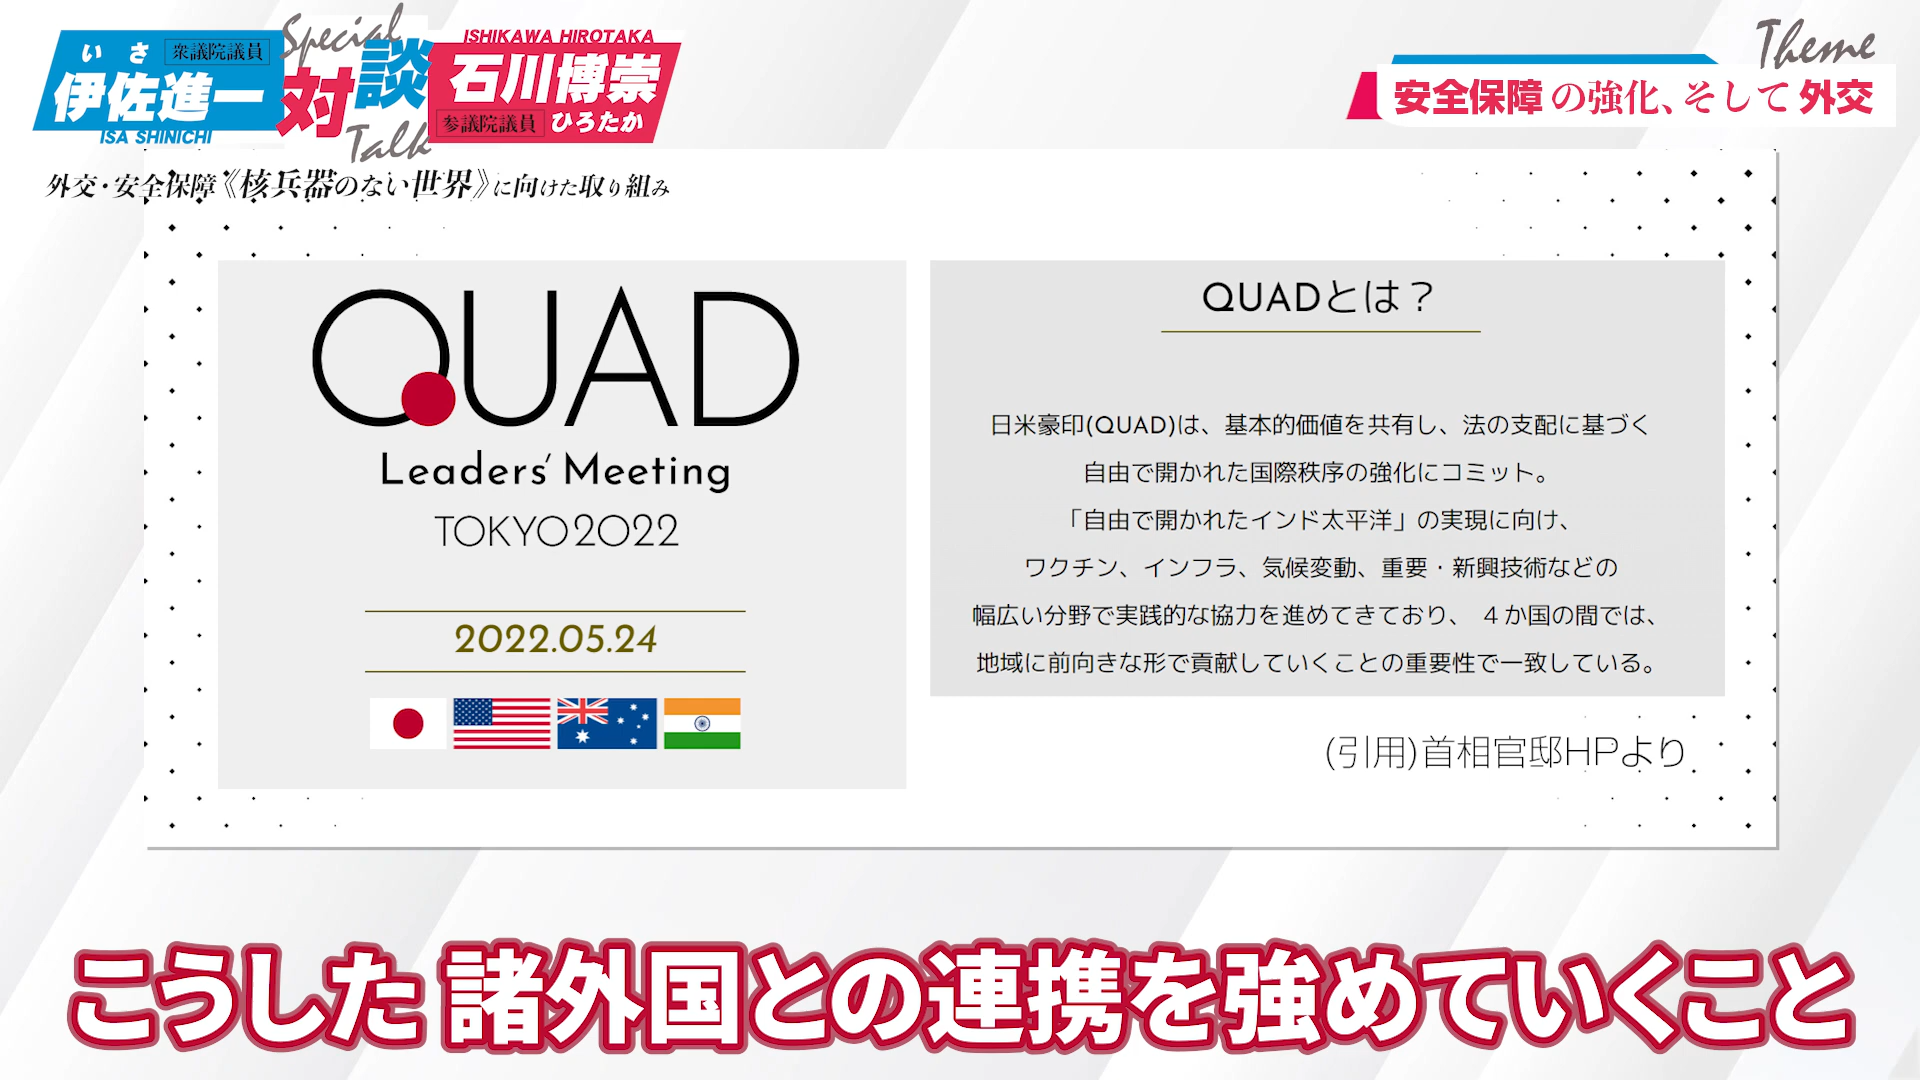 いさ 衆議院議員
伊佐進一
ISA SHINICHI
Special
対談
Talk
ISHIKAWA HIROTAKA
石川博崇
参議院議員 ひろたか
外交・安全保障《核兵器のない世界》に向けた取り組み
Theme
安全保障の強化、そして外交
QUAD
Leaders' Meeting
TOKYO2022
2022.05.24
QUADとは？
日米豪印(QUAD)は、基本的価値を共有し、法の支配に基づく
自由で開かれた国際秩序の強化にコミット。
「自由で開かれたインド太平洋」の実現に向け、
ワクチン、インフラ、気候変動、重要・新興技術などの
幅広い分野で実践的な協力を進めてきており、 ４か国の間では、
地域に前向きな形で貢献していくことの重要性で一致している。
(引用)首相官邸HPより
こうした 諸外国との連携を強めていくこと